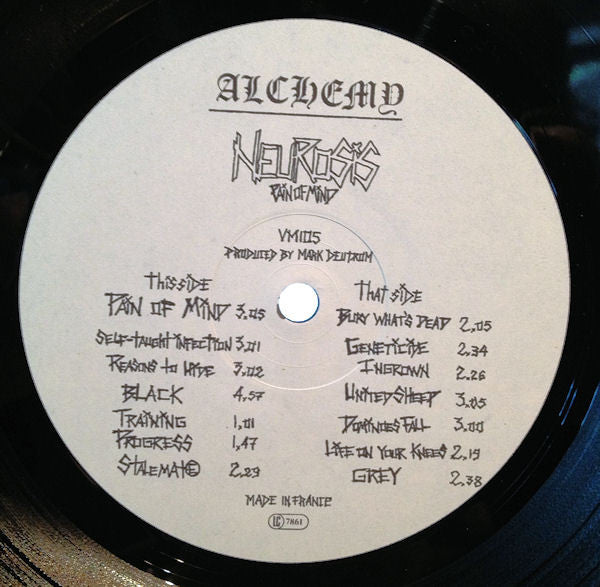 ALCHEMY
NEUROSIS
PAIN OF MIND
VM105
PRODUCED BY MARK DEUTROM
THIS SIDE
PAIN OF MIND 3,05
SELF-TAUGHT INFECTION 3,01
REASONS TO HIDE 3,02
BLACK 4,57
TRAINING 1,01
PROGRESS 1,47
STALEMATE 2,23
THAT SIDE
BURY WHAT'S DEAD 2,05
GENETICIDE 2,34
INGROWN 2,26
UNITED SHEEP 3,05
DOMINOES FALL 3,00
LIFE ON YOUR KNEES 2,19
GREY 2,38
MADE IN FRANCE
LC 7861